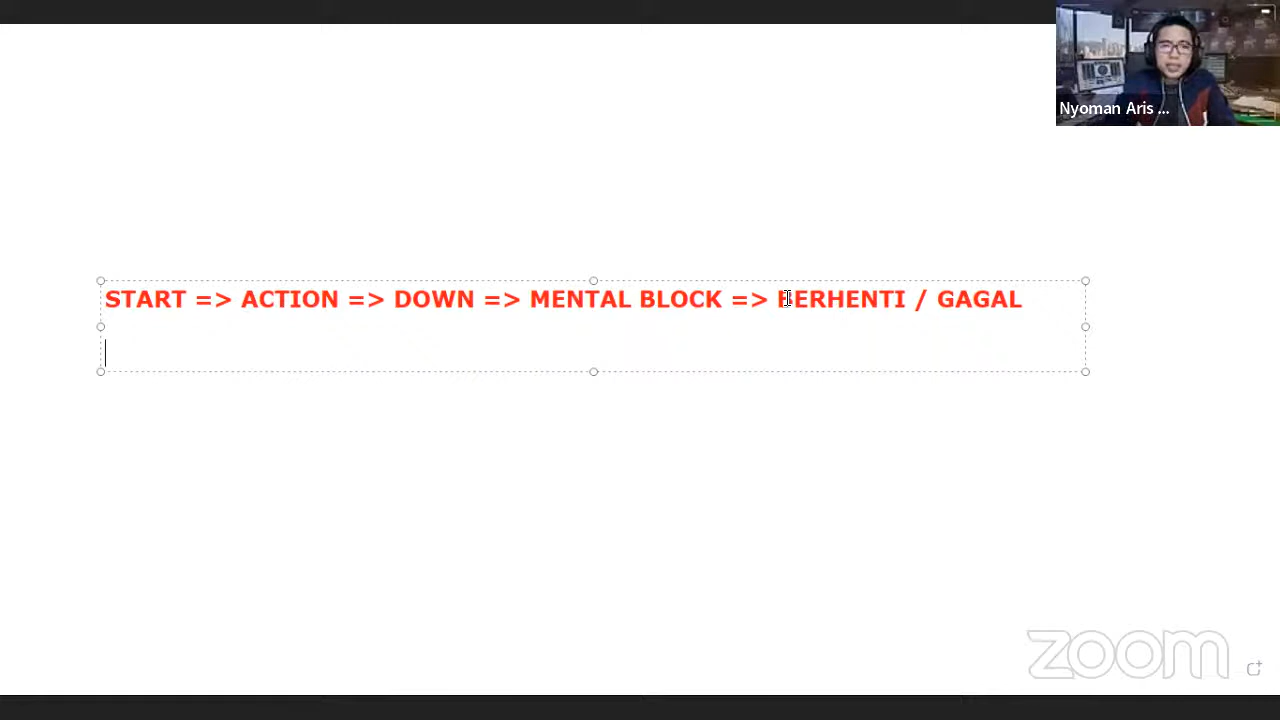 Nyoman Aris ...
START => ACTION => DOWN => MENTAL BLOCK => BERHENTI / GAGAL
zoom